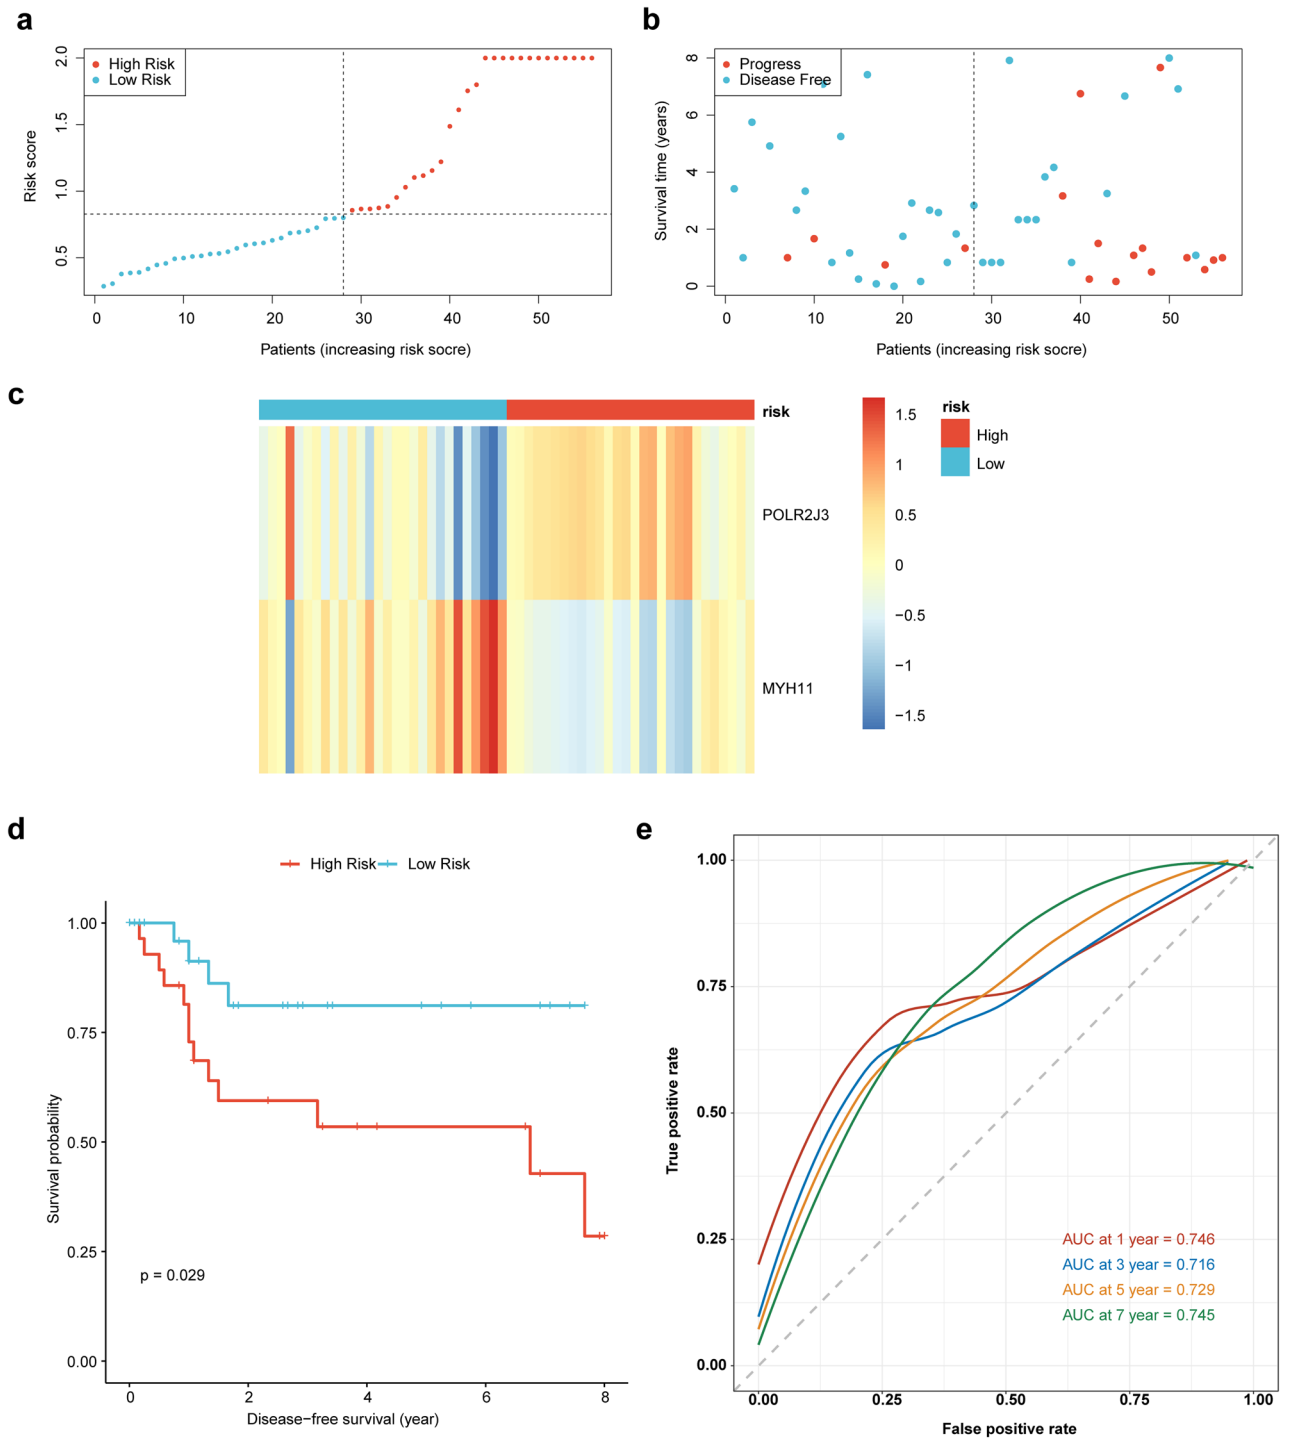 a
High Risk
Low Risk
Risk score
2.0
1.5
1.0
0.5
0
10
20
30
40
50
Patients (increasing risk socre)
b
Progress
Disease Free
Survival time (years)
8
6
4
2
0
0
10
20
30
40
50
Patients (increasing risk socre)
c
risk
POLR2J3
MYH11
1.5
1
0.5
0
−0.5
−1
−1.5
risk
High
Low
d
High Risk
Low Risk
Survival probability
1.00
0.75
0.50
0.25
0.00
p = 0.029
0
2
4
6
8
Disease−free survival (year)
e
True positive rate
1.00
0.75
0.50
0.25
0.00
AUC at 1 year = 0.746
AUC at 3 year = 0.716
AUC at 5 year = 0.729
AUC at 7 year = 0.745
0.00
0.25
0.50
0.75
1.00
False positive rate